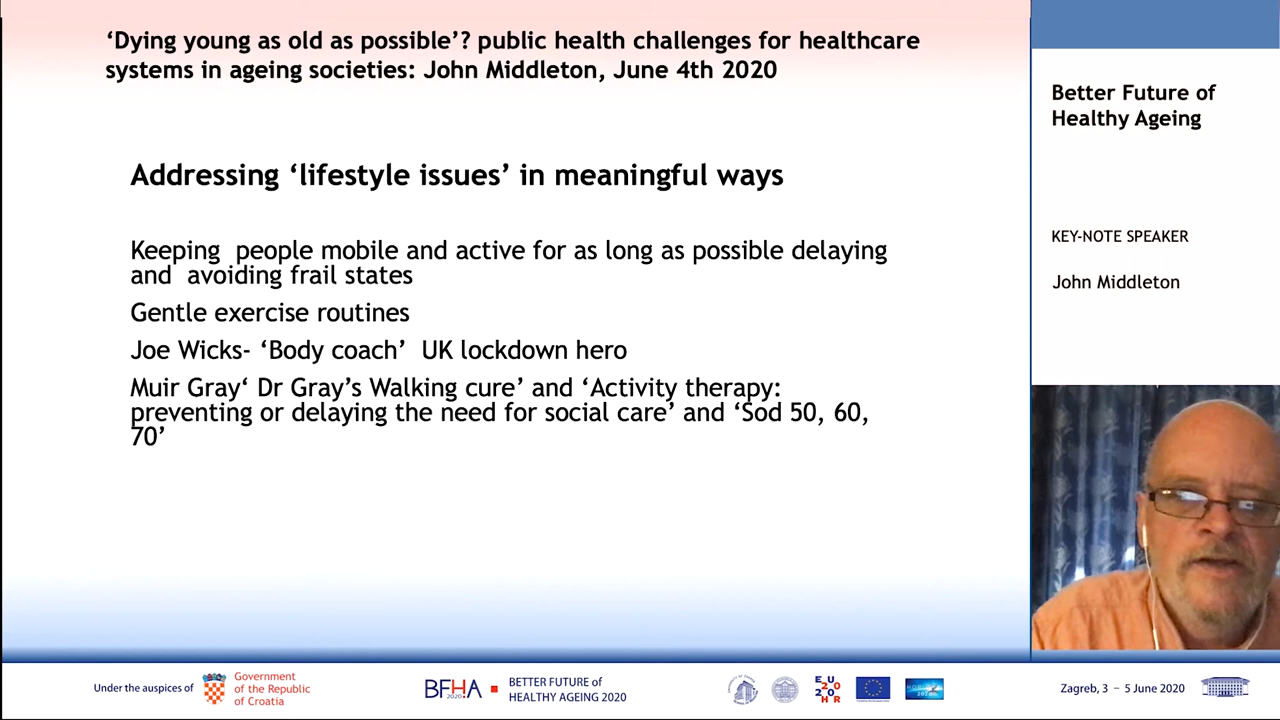 ‘Dying young as old as possible’? public health challenges for healthcare
systems in ageing societies: John Middleton, June 4th 2020
Addressing ‘lifestyle issues’ in meaningful ways
Keeping  people mobile and active for as long as possible delaying
and  avoiding frail states
Gentle exercise routines
Joe Wicks- ‘Body coach’  UK lockdown hero
Muir Gray‘ Dr Gray’s Walking cure’ and ‘Activity therapy:
preventing or delaying the need for social care’ and ‘Sod 50, 60,
70’
Better Future of
Healthy Ageing
KEY-NOTE SPEAKER
John Middleton
Under the auspices of
Government
of the Republic
of Croatia
BFHA
2020
BETTER FUTURE of
HEALTHY AGEING 2020
EU
20
20
HR
Zagreb, 3 – 5 June 2020